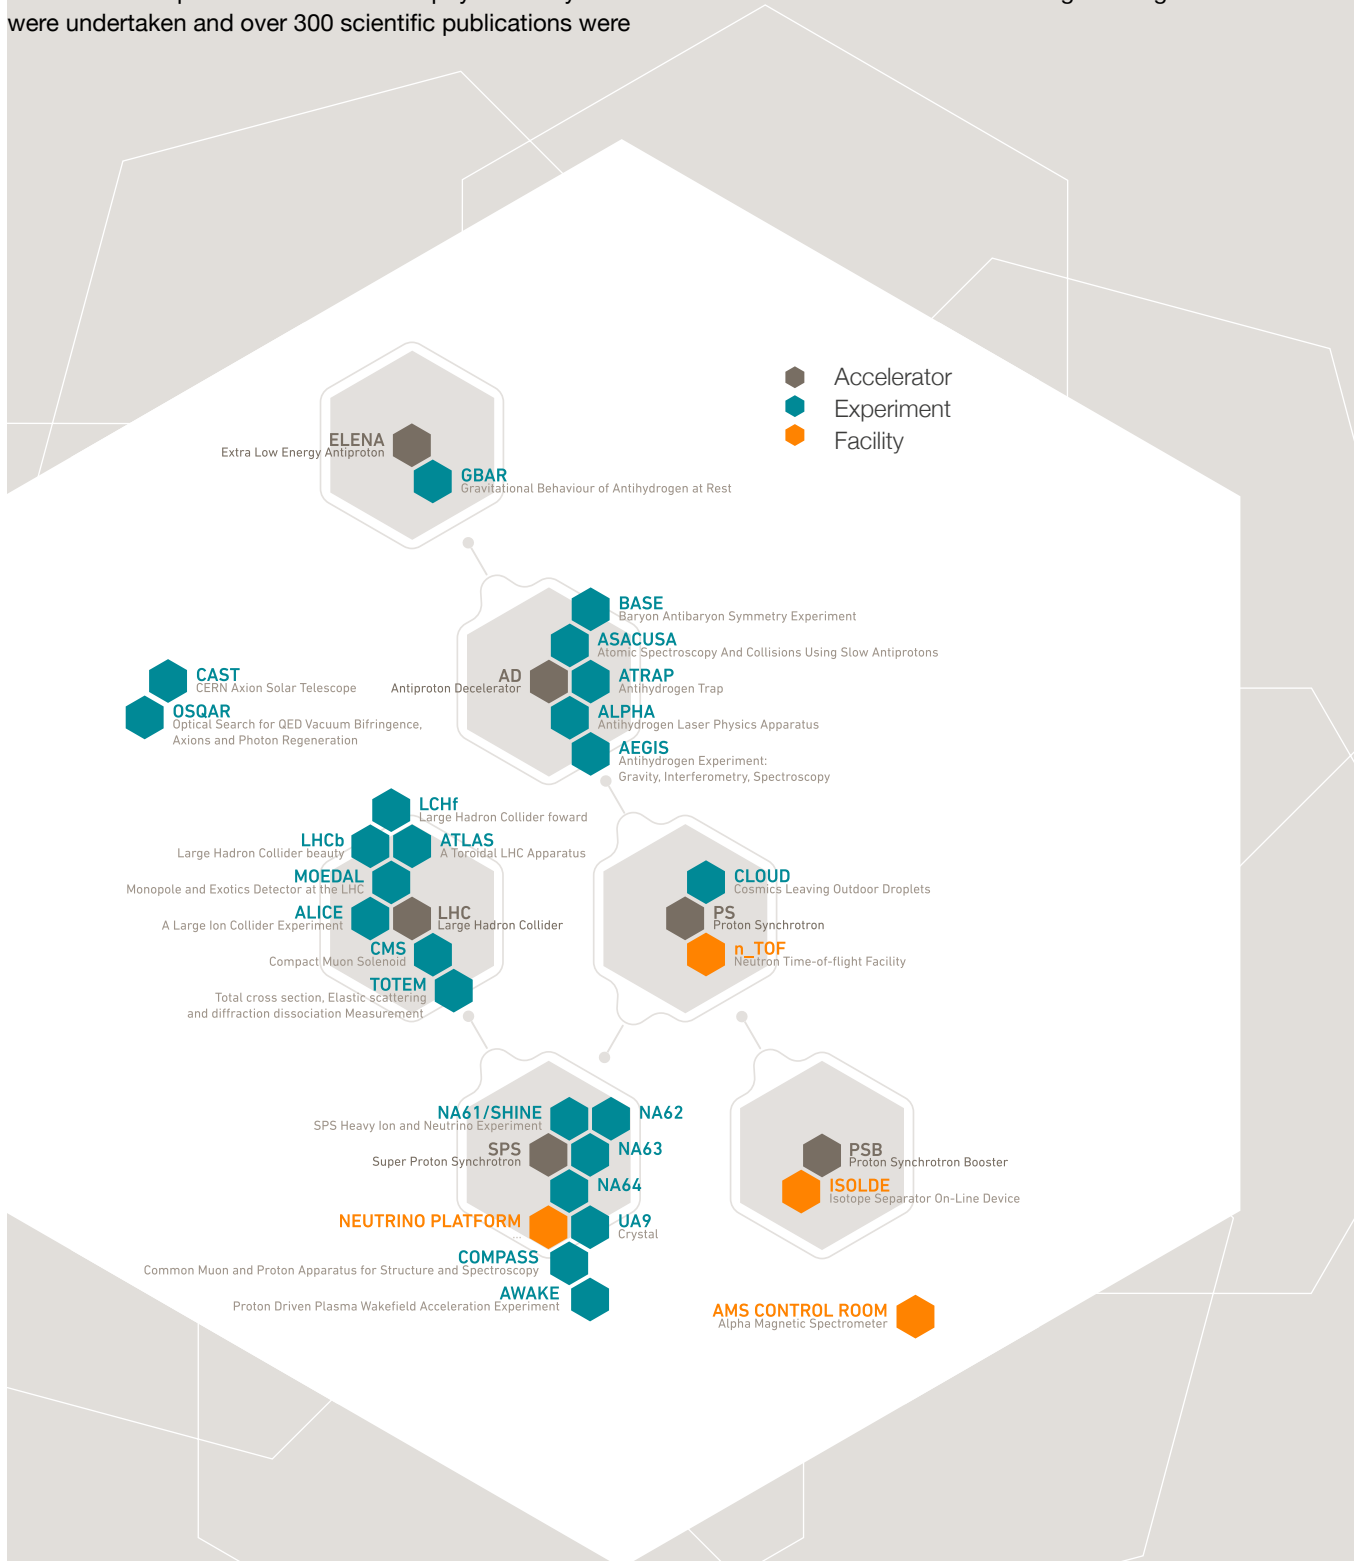 were undertaken and over 300 scientific publications were
Accelerator
Experiment
Facility
ELENA
Extra Low Energy Antiproton
GBAR
Gravitational Behaviour of Antihydrogen at Rest
BASE
Baryon Antibaryon Symmetry Experiment
ASACUSA
Atomic Spectroscopy And Collisions Using Slow Antiprotons
AD
Antiproton Decelerator
ATRAP
Antihydrogen Trap
ALPHA
Antihydrogen Laser Physics Apparatus
AEGIS
Antihydrogen Experiment:
Gravity, Interferometry, Spectroscopy
CAST
CERN Axion Solar Telescope
OSQAR
Optical Search for QED Vacuum Bifringence,
Axions and Photon Regeneration
LCHf
Large Hadron Collider foward
LHCb
Large Hadron Collider beauty
ATLAS
A Toroidal LHC Apparatus
MOEDAL
Monopole and Exotics Detector at the LHC
ALICE
A Large Ion Collider Experiment
LHC
Large Hadron Collider
CMS
Compact Muon Solenoid
TOTEM
Total cross section, Elastic scattering
and diffraction dissociation Measurement
CLOUD
Cosmics Leaving Outdoor Droplets
PS
Proton Synchrotron
n_TOF
Neutron Time-of-flight Facility
NA61/SHINE
SPS Heavy Ion and Neutrino Experiment
NA62
SPS
Super Proton Synchrotron
NA63
NA64
NEUTRINO PLATFORM
...
UA9
Crystal
COMPASS
Common Muon and Proton Apparatus for Structure and Spectroscopy
AWAKE
Proton Driven Plasma Wakefield Acceleration Experiment
PSB
Proton Synchrotron Booster
ISOLDE
Isotope Separator On-Line Device
AMS CONTROL ROOM
Alpha Magnetic Spectrometer